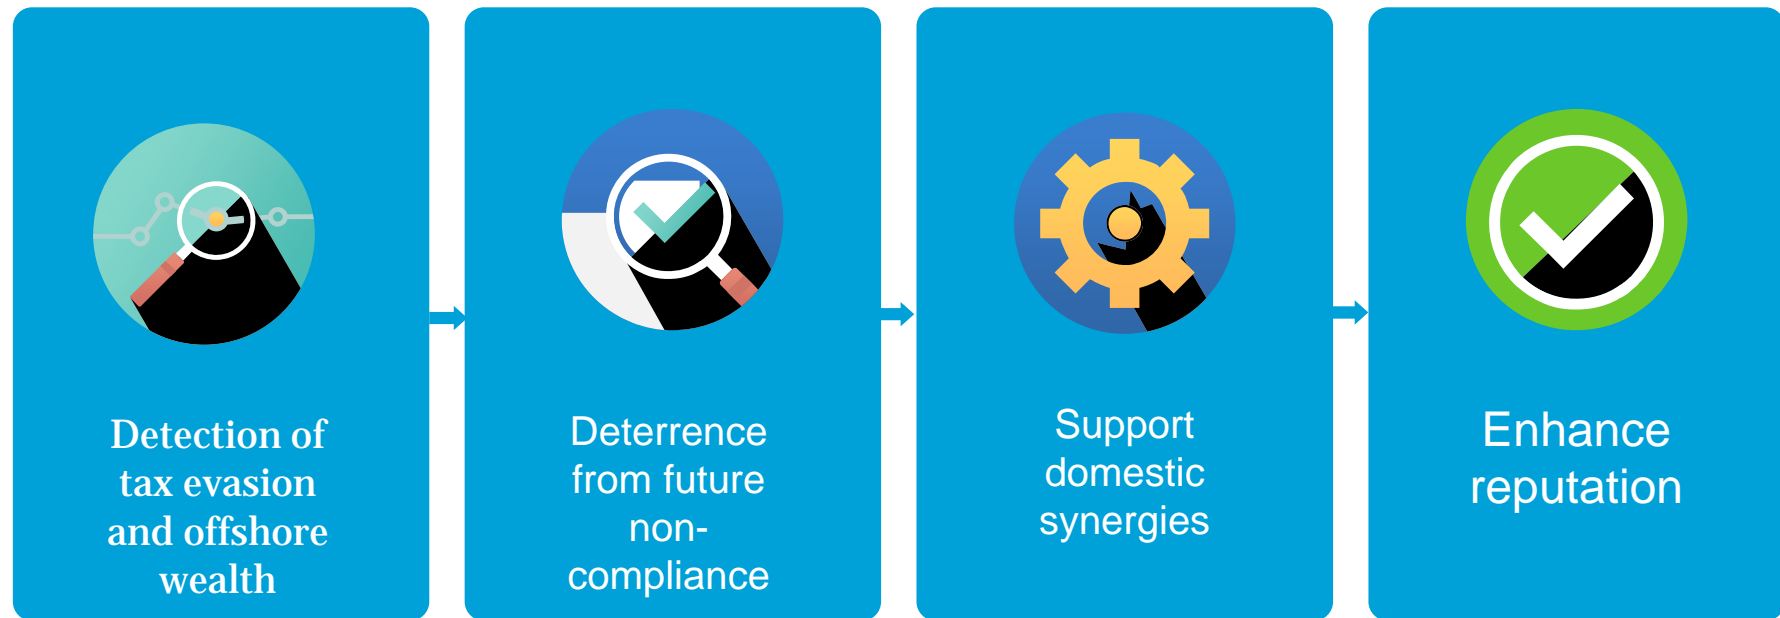 Detection of
tax evasion
and offshore
wealth
Deterrence
from future
non-
compliance
Support
domestic
synergies
Enhance
reputation